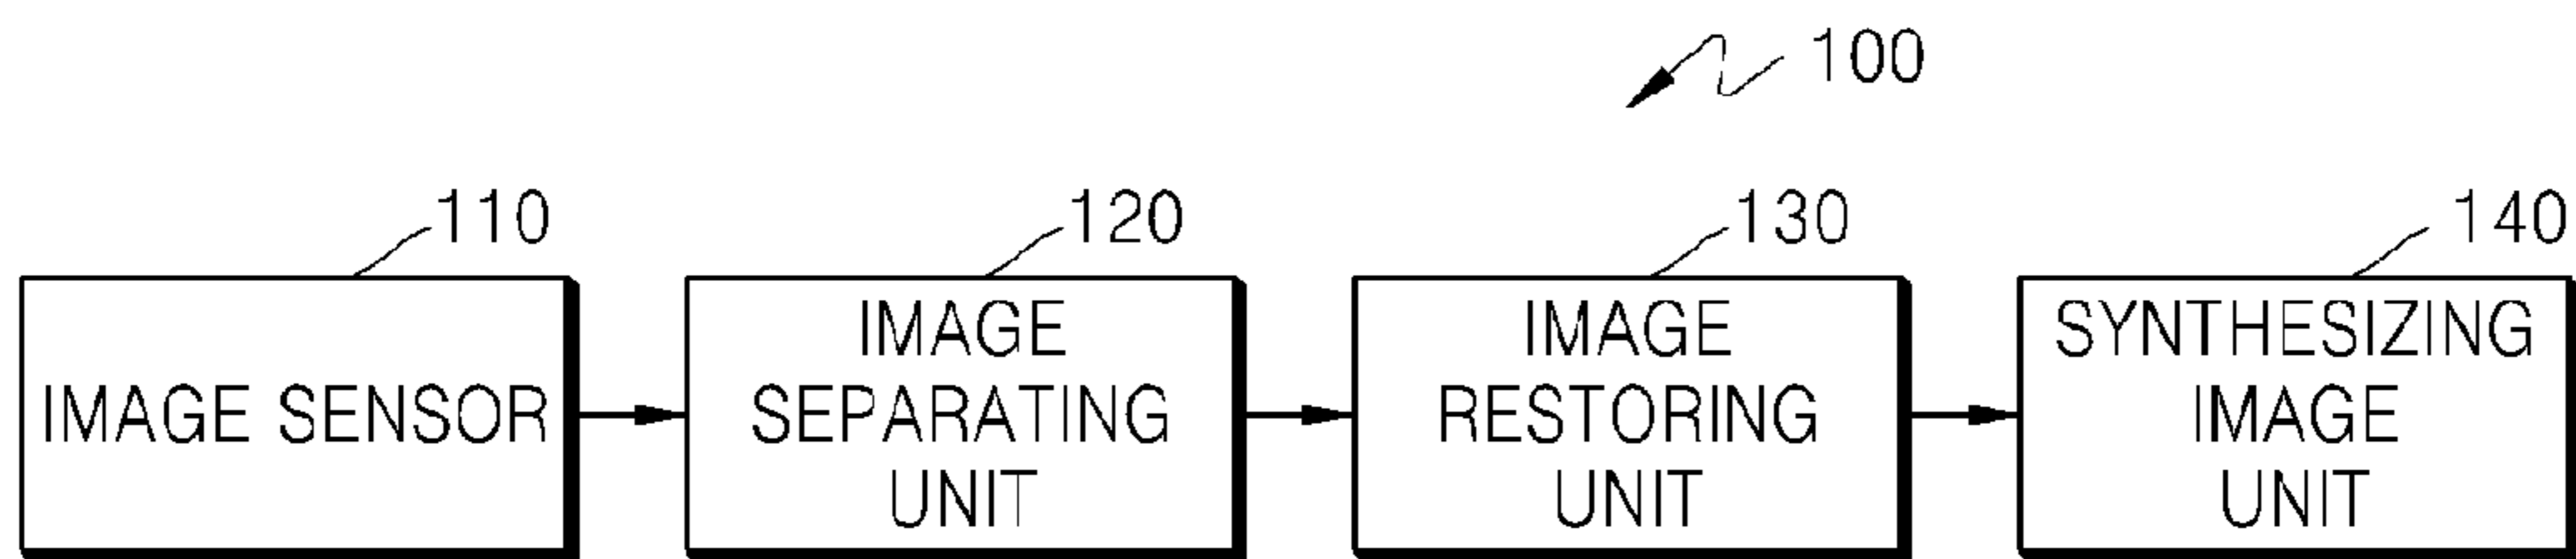 100
110
120
130
140
IMAGE SENSOR
IMAGE
SEPARATING
UNIT
IMAGE
RESTORING
UNIT
SYNTHESIZING
IMAGE
UNIT